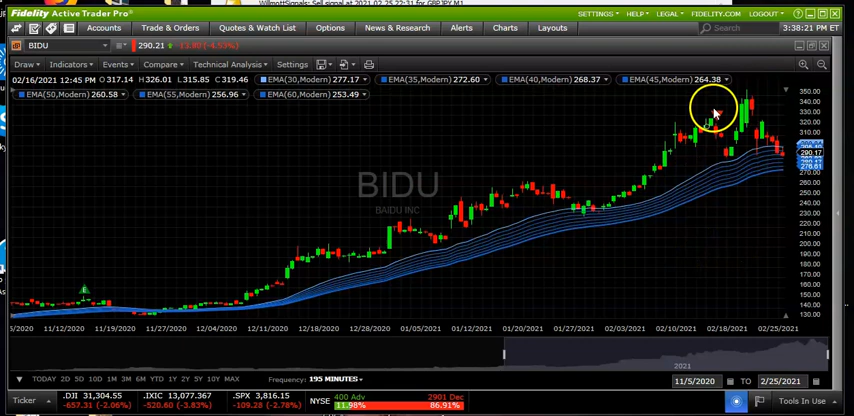 WillmottSignals: Sell signal at 2021.02.25 22:31 for GBPJPY M1
Fidelity Active Trader Pro® SETTINGS HELP LEGAL FIDELITY.COM LOGOUT
Accounts Trade & Orders Quotes & Watch List Options News & Research Alerts Charts Layouts Search 3:38:21 PM ET
BIDU 290.21 -13.80 (-4.53%)
Draw Indicators Events Compare Technical Analysis Settings
02/16/2021 12:45 PM O 317.14 H 326.01 L 315.85 C 319.46 EMA(30,Modern) 277.17 EMA(35,Modern) 272.60 EMA(40,Modern) 268.37 EMA(45,Modern) 264.38
EMA(50,Modern) 260.58 EMA(55,Modern) 256.96 EMA(60,Modern) 253.49
350.00
340.00
330.00
320.00
310.00
300.00
290.17
280.17
276.61
270.00
260.00
250.00
240.00
230.00
220.00
210.00
200.00
190.00
180.00
170.00
160.00
150.00
140.00
130.00
BIDU
BAIDU INC
E
5/2020 11/12/2020 11/19/2020 11/27/2020 12/04/2020 12/11/2020 12/18/2020 12/28/2020 01/05/2021 01/12/2021 01/20/2021 01/27/2021 02/03/2021 02/10/2021 02/18/2021 02/25/2021
2021
TODAY 2D 5D 10D 1M 3M 6M YTD 1Y 2Y 5Y 10Y MAX Frequency: 195 MINUTES 11/5/2020 TO 2/25/2021
Ticker .DJI 31,304.55 .IXIC 13,077.367 .SPX 3,816.15 NYSE 400 Adv 2901 Dec Tools In Use
-657.31 (-2.06%) -520.60 (-3.83%) -109.28 (-2.78%) 11.98% 86.91%